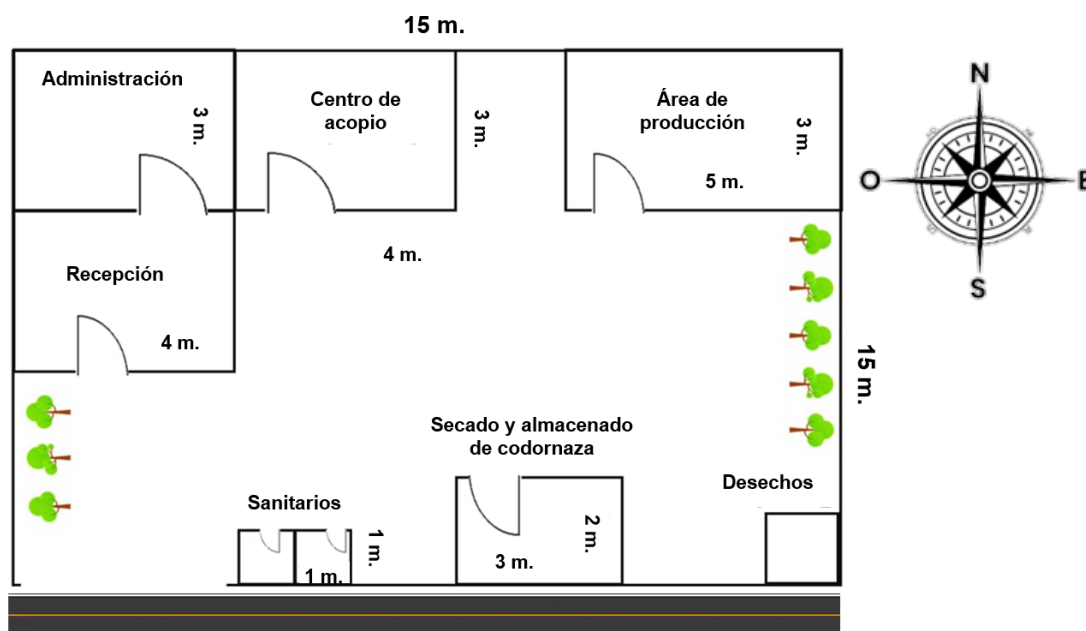 15 m.
Administración
3 m.
Centro de
acopio
3 m.
Área de
producción
3 m.
5 m.
N
O
E
S
4 m.
Recepción
4 m.
15 m.
Secado y almacenado
de codornaza
Desechos
Sanitarios
1 m.
1 m.
2 m.
3 m.